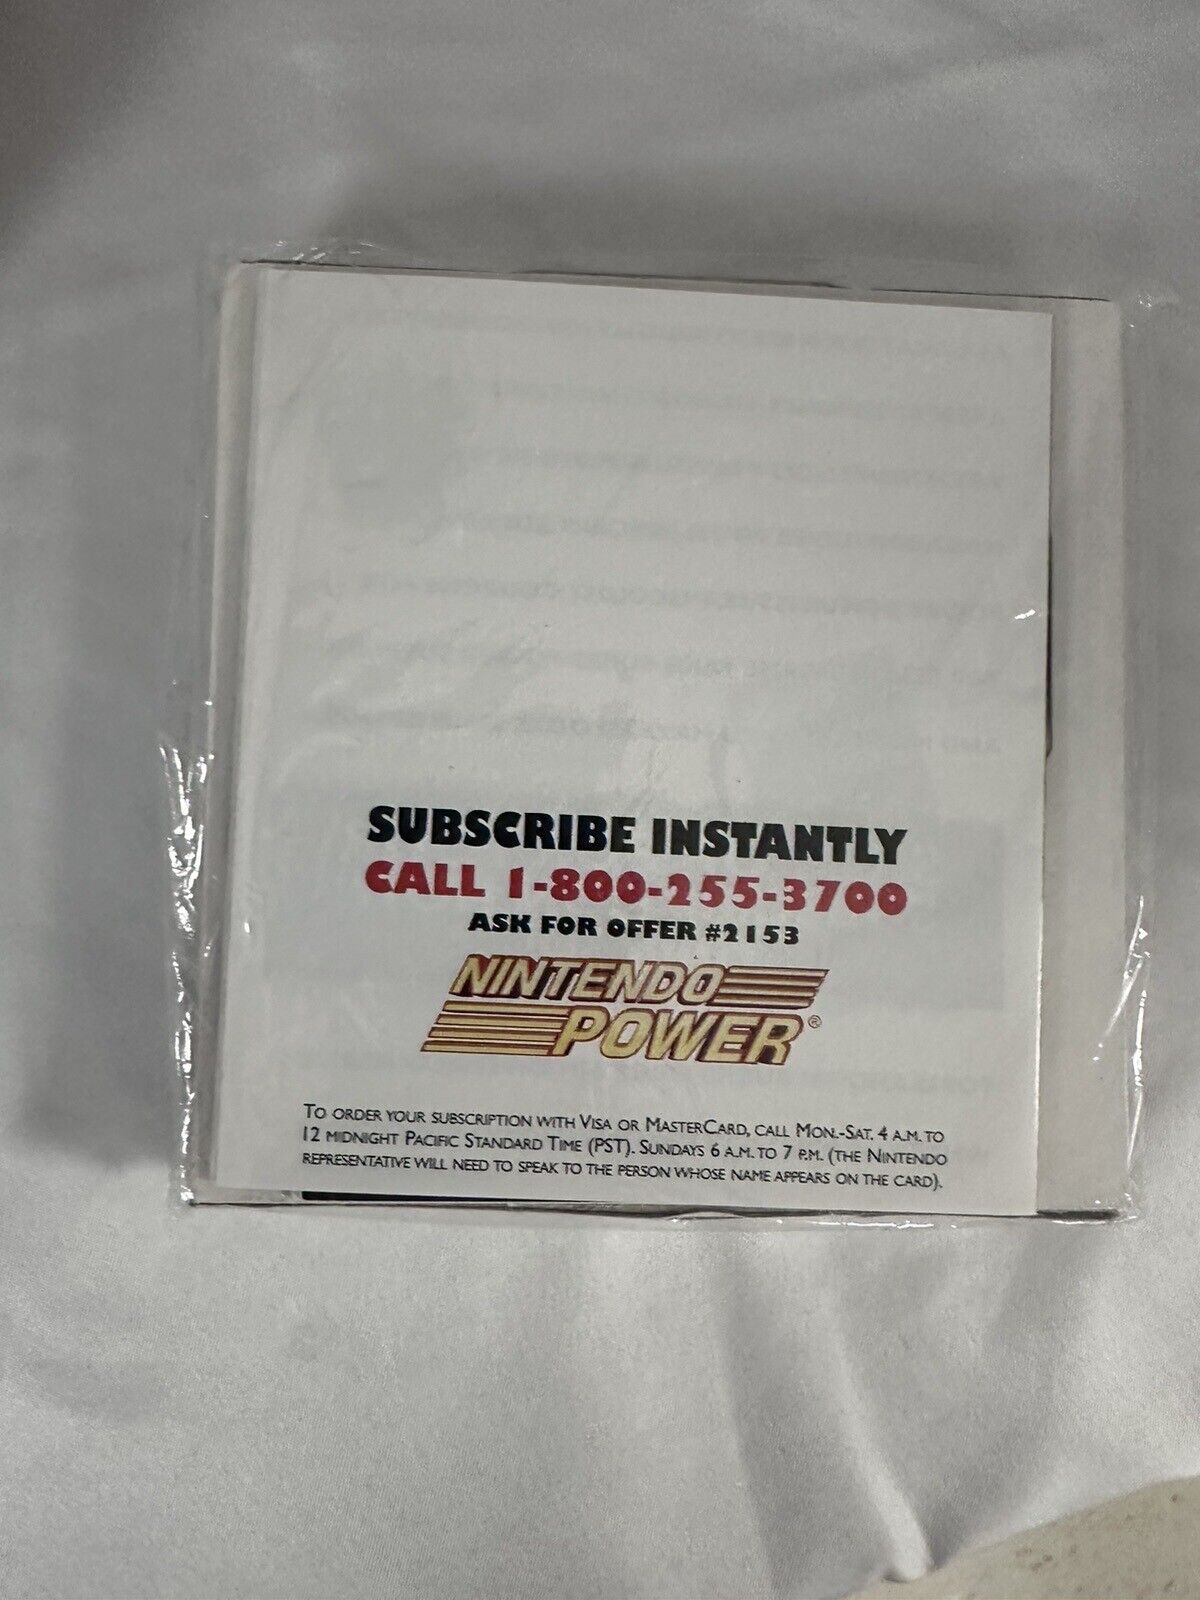 SUBSCRIBE INSTANTLY
CALL 1-800-255-3700
ASK FOR OFFER #2153
NINTENDO
POWER®
TO ORDER YOUR SUBSCRIPTION WITH VISA OR MASTERCARD, CALL MON.-SAT. 4 A.M. TO
12 MIDNIGHT PACIFIC STANDARD TIME (PST). SUNDAYS 6 A.M. TO 7 P.M. (THE NINTENDO
REPRESENTATIVE WILL NEED TO SPEAK TO THE PERSON WHOSE NAME APPEARS ON THE CARD).